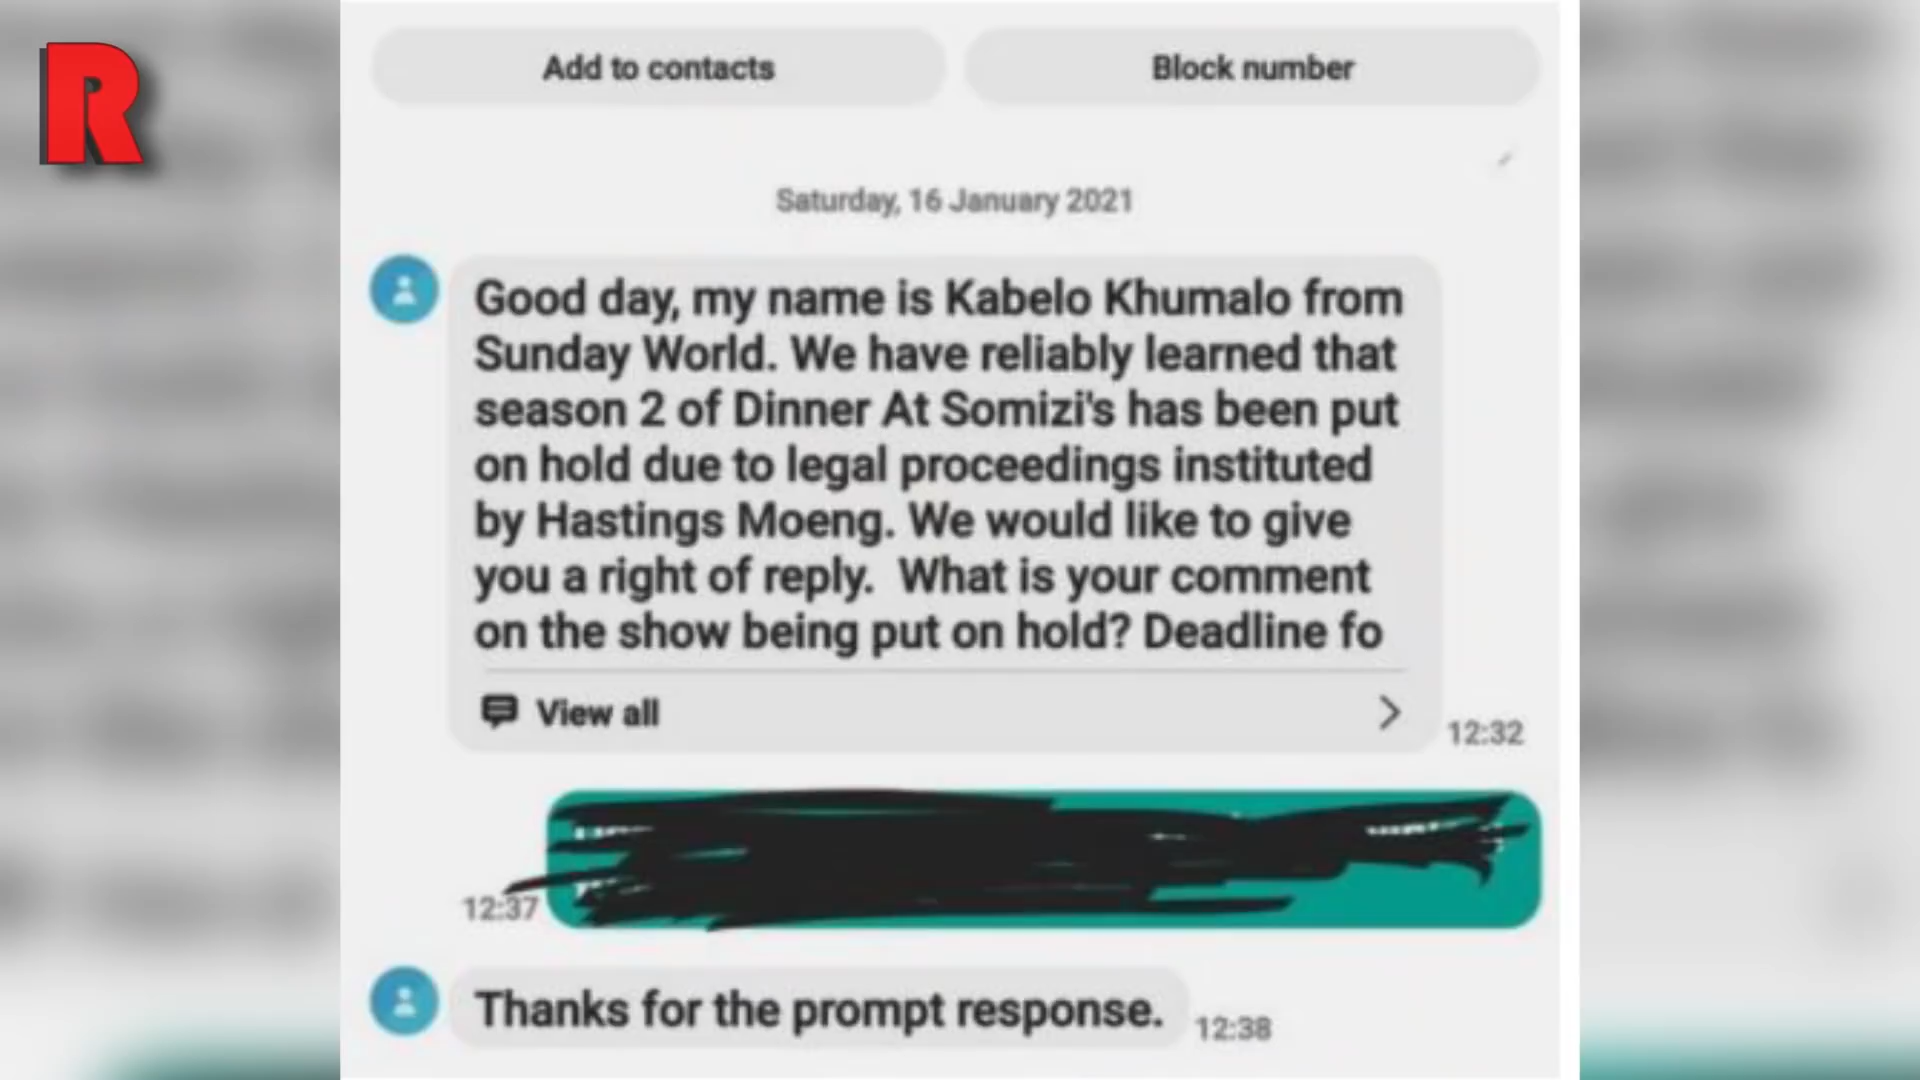 R
Add to contacts
Block number
Saturday, 16 January 2021
Good day, my name is Kabelo Khumalo from
Sunday World. We have reliably learned that
season 2 of Dinner At Somizi's has been put
on hold due to legal proceedings instituted
by Hastings Moeng. We would like to give
you a right of reply.  What is your comment
on the show being put on hold? Deadline fo
View all
12:32
12:37
Thanks for the prompt response.
12:38